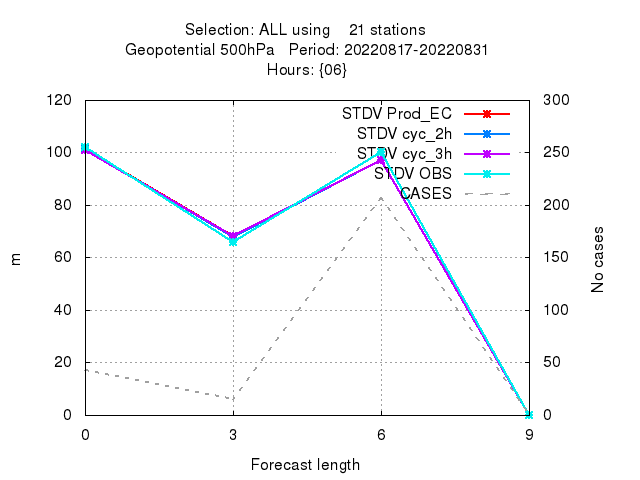 Selection: ALL using    21 stations
Geopotential 500hPa   Period: 20220817-20220831
Hours: {06}
120 300
STDV Prod_EC
STDV cyc_2h
100 STDV cyc_3h 250
STDV OBS
CASES
80 200
60 150
m No cases
40 100
20 50
0 0
0 3 6 9
Forecast length